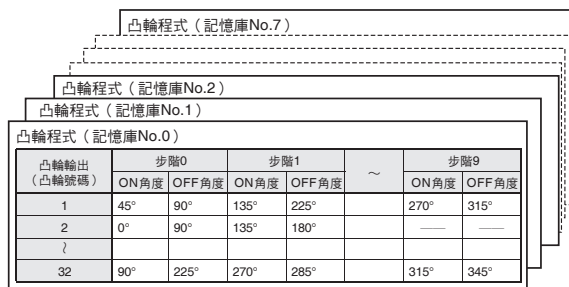 凸輪程式（記憶庫No.7）
凸輪程式（記憶庫No.2）
凸輪程式（記憶庫No.1）
凸輪程式（記憶庫No.0）
凸輪輸出（凸輪號碼） 步階0 步階1 ～ 步階9
ON角度 OFF角度 ON角度 OFF角度 ON角度 OFF角度
1 45° 90° 135° 225° 270° 315°
2 0° 90° 135° 180° —— ——
～
32 90° 225° 270° 285° 315° 345°